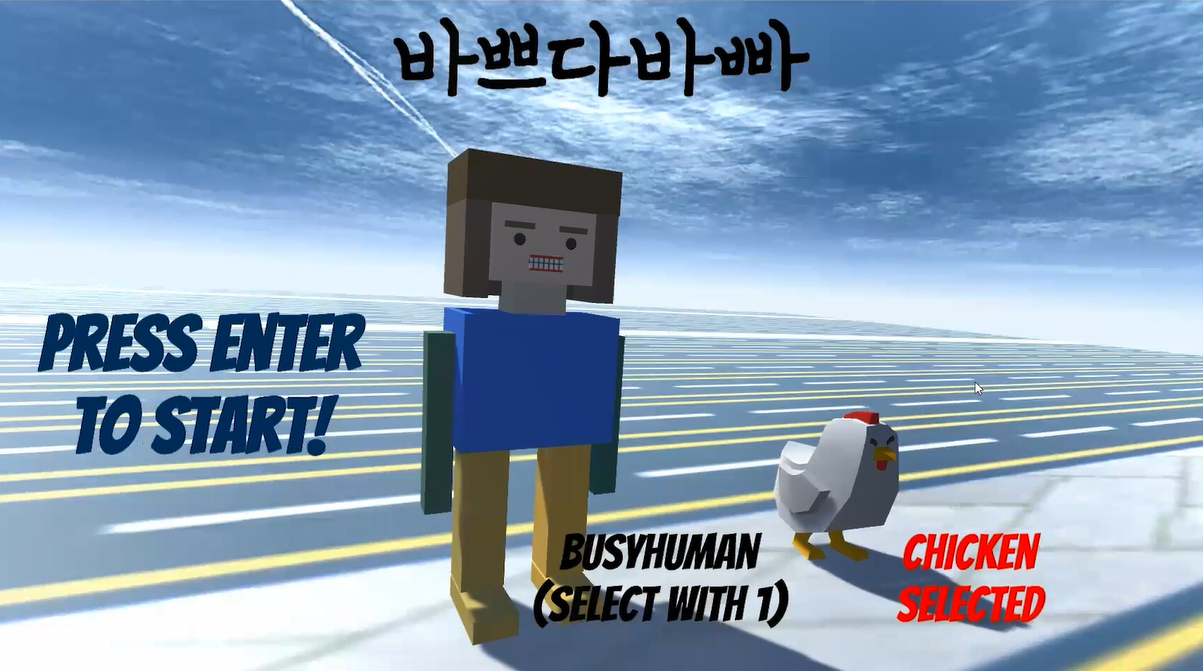 바쁘다바빠
PRESS ENTER
TO START!
BUSYHUMAN
(SELECT WITH 1)
CHICKEN
SELECTED